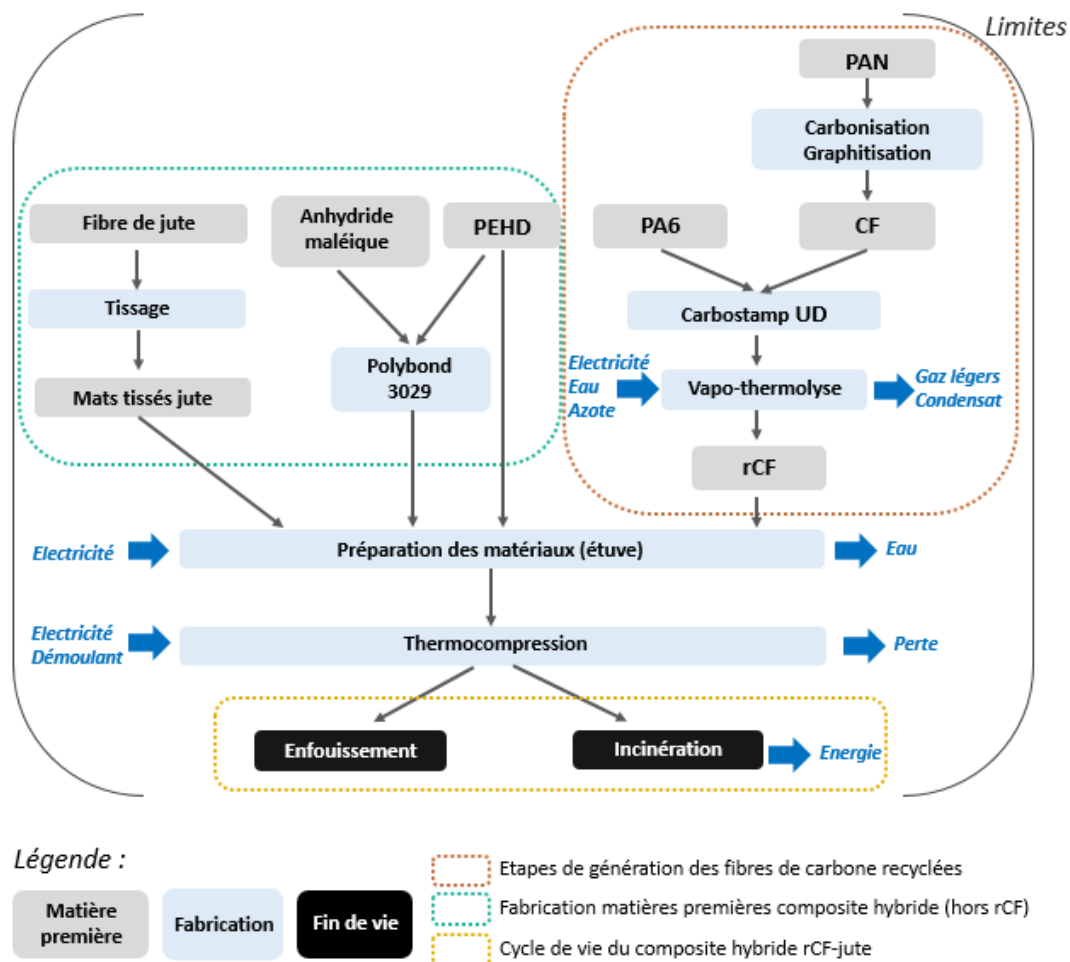 Limites
PAN
Carbonisation
Graphitisation
Fibre de jute
Anhydride
maléique
PEHD
PA6
CF
Tissage
Carbostamp UD
Polybond
3029
Electricité
Eau
Azote
Vapo-thermolyse
Gaz légers
Condensat
Mats tissés jute
rCF
Electricité
Préparation des matériaux (étuve)
Eau
Electricité
Démoulant
Thermocompression
Perte
Enfouissement
Incinération
Energie
Légende :
Matière
première
Fabrication
Fin de vie
Etapes de génération des fibres de carbone recyclées
Fabrication matières premières composite hybride (hors rCF)
Cycle de vie du composite hybride rCF-jute